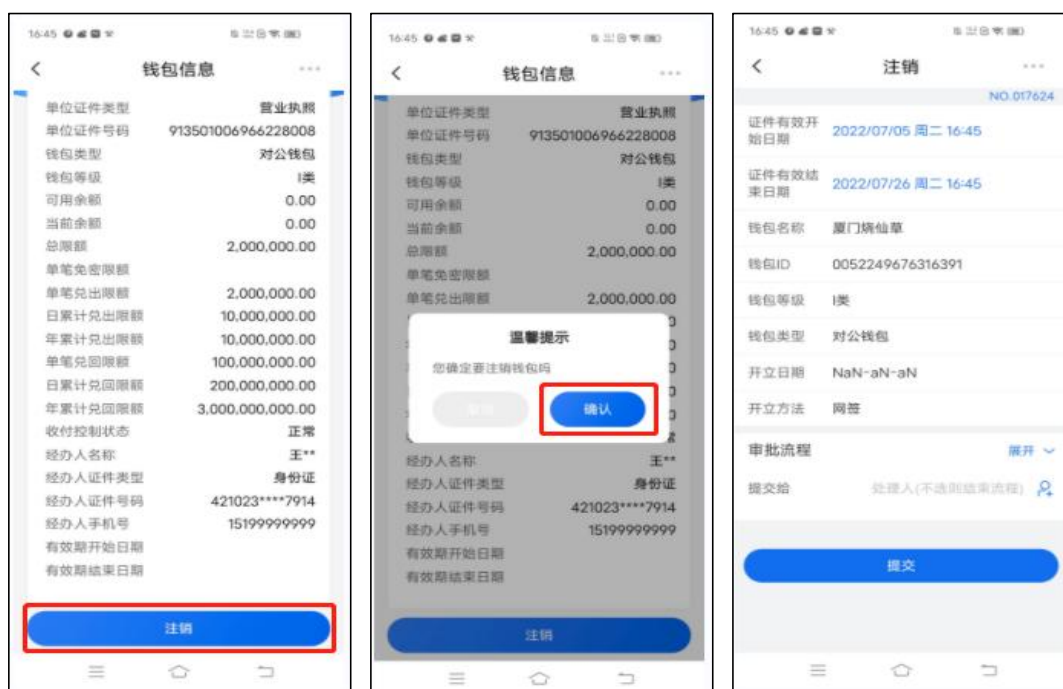 16:45
钱包信息
单位证件类型 营业执照
单位证件号码 913501006966228008
钱包类型 对公钱包
钱包等级 I类
可用余额 0.00
当前余额 0.00
总限额 2,000,000.00
单笔免密限额
单笔兑出限额 2,000,000.00
日累计兑出限额 10,000,000.00
年累计兑出限额 10,000,000.00
单笔兑回限额 100,000,000.00
日累计兑回限额 200,000,000.00
年累计兑回限额 3,000,000,000.00
收付控制状态 正常
经办人名称 王**
经办人证件类型 身份证
经办人证件号码 421023****7914
经办人手机号 15199999999
有效期开始日期
有效期结束日期
注销
16:45
钱包信息
单位证件类型 营业执照
单位证件号码 913501006966228008
钱包类型 对公钱包
钱包等级 I类
可用余额 0.00
当前余额 0.00
总限额 2,000,000.00
单笔免密限额
单笔兑出限额 2,000,000.00
温馨提示
您确定要注销钱包吗
取消 确认
经办人名称 王**
经办人证件类型 身份证
经办人证件号码 421023****7914
经办人手机号 15199999999
有效期开始日期
有效期结束日期
注销
16:45
注销
NO.017624
证件有效开
始日期 2022/07/05 周二 16:45
证件有效结
束日期 2022/07/26 周二 16:45
钱包名称 厦门烧仙草
钱包ID 0052249676316391
钱包等级 I类
钱包类型 对公钱包
开立日期 NaN-aN-aN
开立方法 网签
审批流程 展开
提交给 处理人(不选则结束流程)
提交